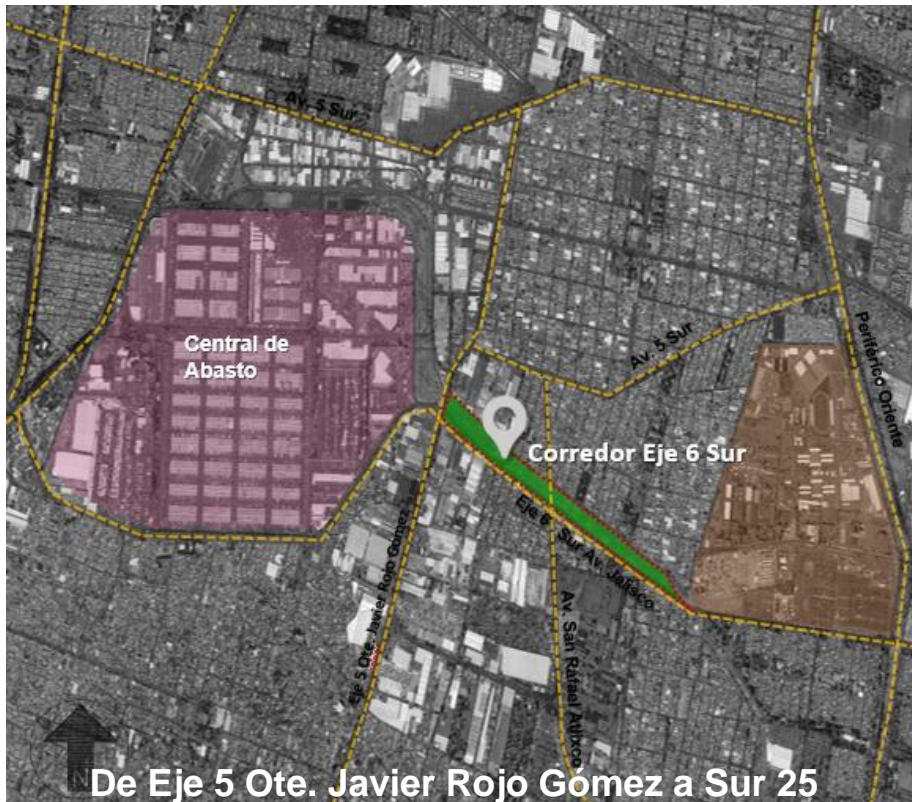 Av. 5 Sur
Central de
Abasto
Av. 5 Sur
Periférico Oriente
Corredor Eje 6 Sur
Eje 6 Sur Av. Jalisco
Eje 5 Ote. Javier Rojo Gómez
Av. San Rafael Atlixco
N
De Eje 5 Ote. Javier Rojo Gómez a Sur 25